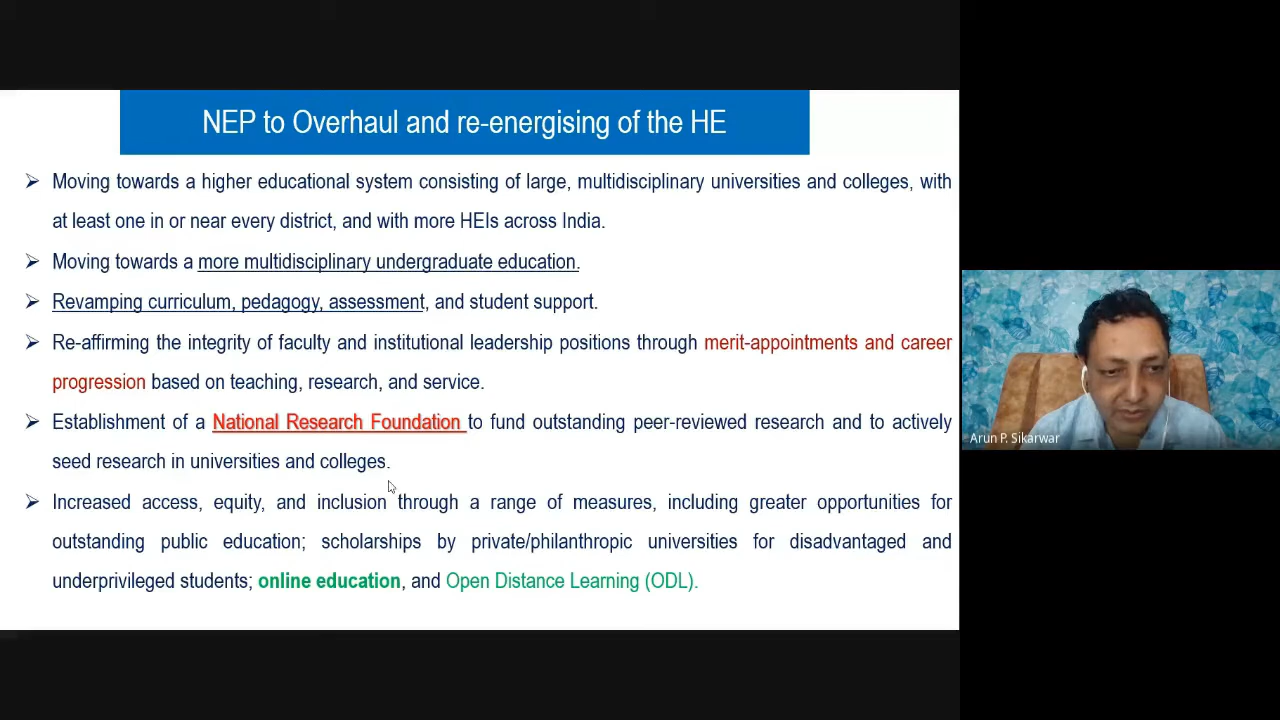 NEP to Overhaul and re-energising of the HE
➢ Moving towards a higher educational system consisting of large, multidisciplinary universities and colleges, with
at least one in or near every district, and with more HEIs across India.
➢ Moving towards a more multidisciplinary undergraduate education.
➢ Revamping curriculum, pedagogy, assessment, and student support.
➢ Re-affirming the integrity of faculty and institutional leadership positions through merit-appointments and career
progression based on teaching, research, and service.
➢ Establishment of a National Research Foundation to fund outstanding peer-reviewed research and to actively
seed research in universities and colleges.
➢ Increased access, equity, and inclusion through a range of measures, including greater opportunities for
outstanding public education; scholarships by private/philanthropic universities for disadvantaged and
underprivileged students; online education, and Open Distance Learning (ODL).
Arun P. Sikarwar